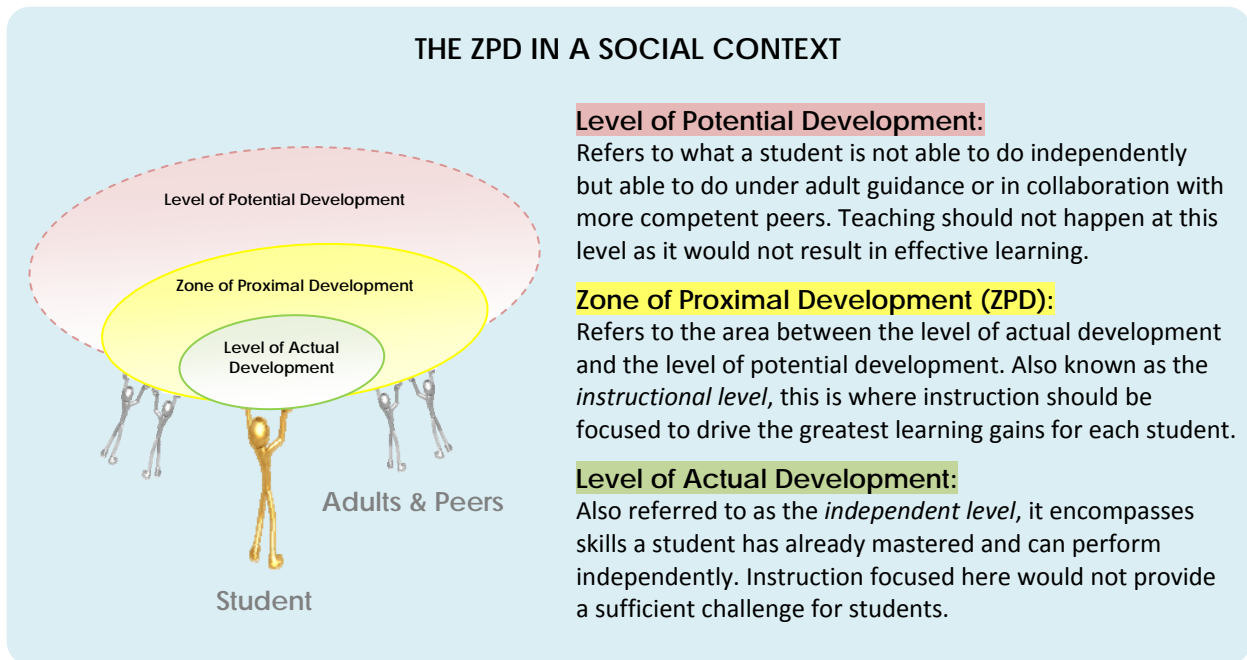 THE ZPD IN A SOCIAL CONTEXT
Level of Potential Development
Zone of Proximal Development
Level of Actual
Development
Adults & Peers
Student
Level of Potential Development:
Refers to what a student is not able to do independently
but able to do under adult guidance or in collaboration with
more competent peers. Teaching should not happen at this
level as it would not result in effective learning.
Zone of Proximal Development (ZPD):
Refers to the area between the level of actual development
and the level of potential development. Also known as the
instructional level, this is where instruction should be
focused to drive the greatest learning gains for each student.
Level of Actual Development:
Also referred to as the independent level, it encompasses
skills a student has already mastered and can perform
independently. Instruction focused here would not provide
a sufficient challenge for students.